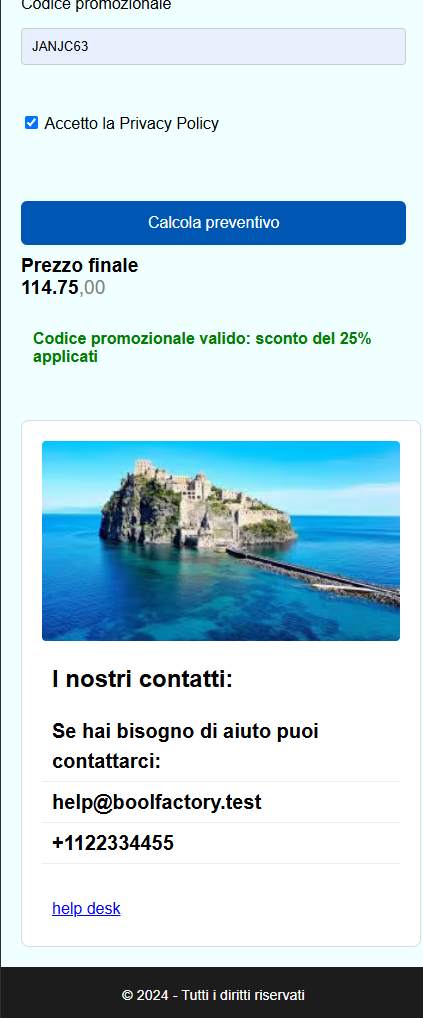 Codice promozionale
JANJC63
Accetto la Privacy Policy
Calcola preventivo
Prezzo finale
114.75,00
Codice promozionale valido: sconto del 25%
applicati
I nostri contatti:
Se hai bisogno di aiuto puoi
contattarci:
help@boolfactory.test
+1122334455
help desk
© 2024 - Tutti i diritti riservati